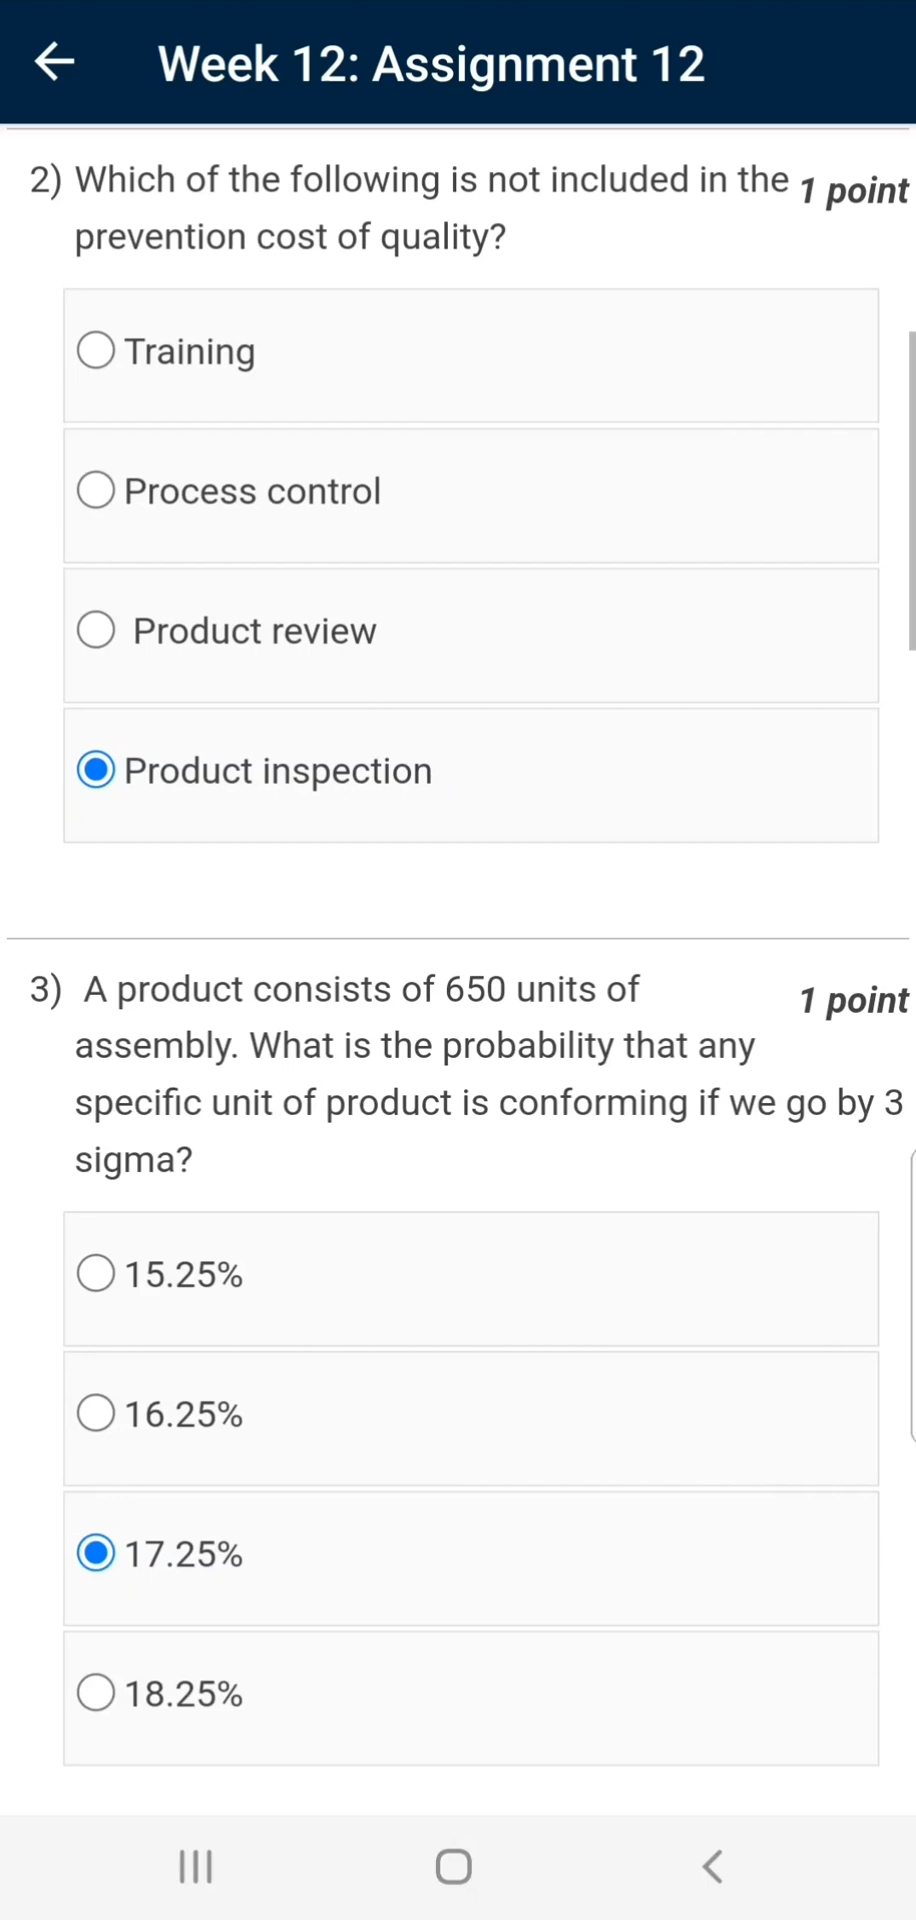 Week 12: Assignment 12
2) Which of the following is not included in the 1 point
prevention cost of quality?
Training
Process control
Product review
Product inspection
3) A product consists of 650 units of 1 point
assembly. What is the probability that any
specific unit of product is conforming if we go by 3
sigma?
15.25%
16.25%
17.25%
18.25%